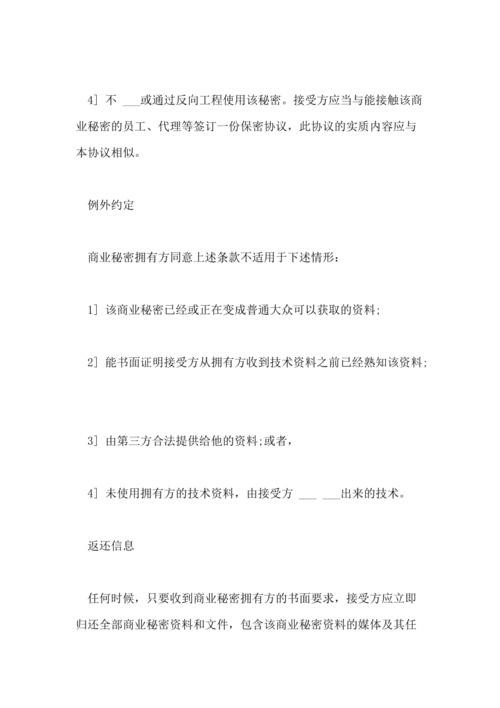 4] 不 ___或通过反向工程使用该秘密。接受方应当与能接触该商
业秘密的员工、代理等签订一份保密协议，此协议的实质内容应与
本协议相似。
例外约定
商业秘密拥有方同意上述条款不适用于下述情形：
1] 该商业秘密已经或正在变成普通大众可以获取的资料;
2] 能书面证明接受方从拥有方收到技术资料之前已经熟知该资料;
3] 由第三方合法提供给他的资料;或者，
4] 未使用拥有方的技术资料，由接受方 ___ ___出来的技术。
返还信息
任何时候，只要收到商业秘密拥有方的书面要求，接受方应立即
归还全部商业秘密资料和文件，包含该商业秘密资料的媒体及其任